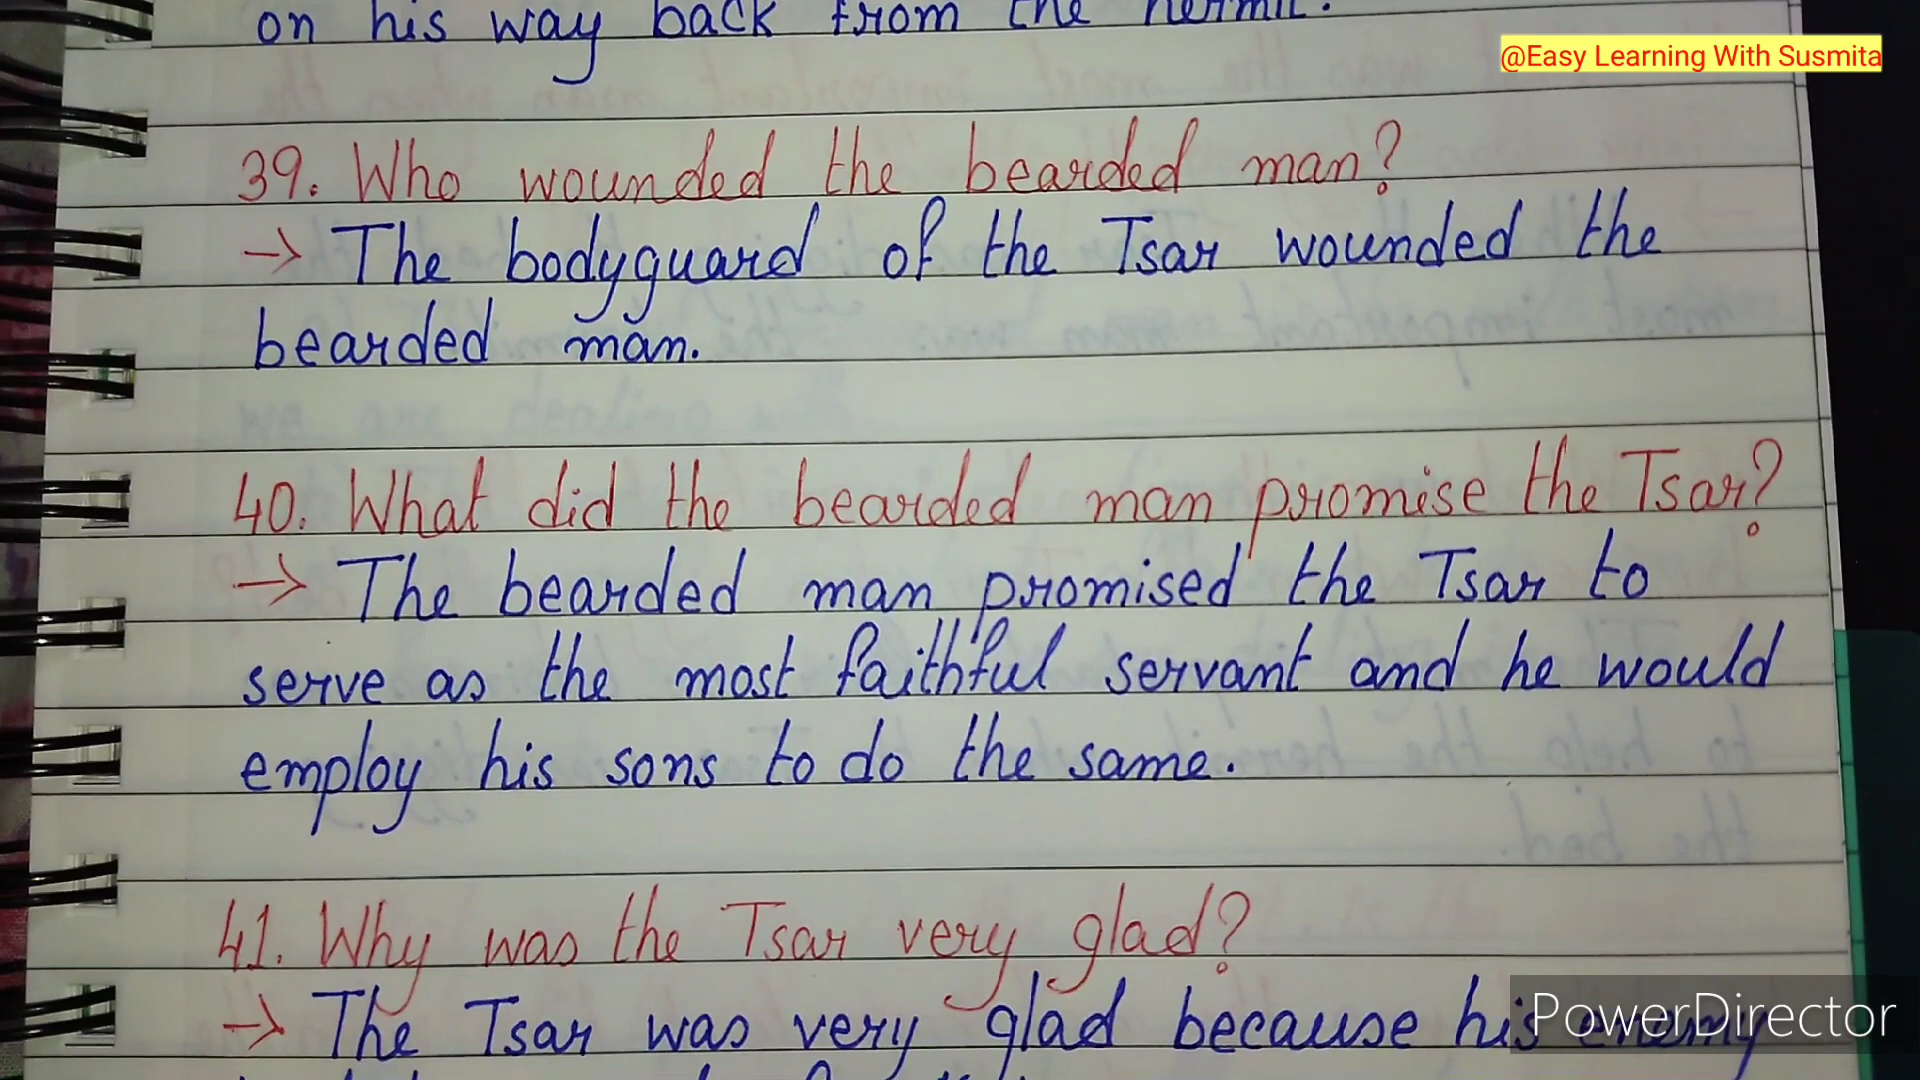 on his way back from the hermit.
@Easy Learning With Susmita
39. Who wounded the bearded man?
→ The bodyguard of the Tsar wounded the
bearded man.
40. What did the bearded man promise the Tsar?
→ The bearded man promised the Tsar to
serve as the most faithful servant and he would
employ his sons to do the same.
41. Why was the Tsar very glad?
→ The Tsar was very glad because his enemy
PowerDirector